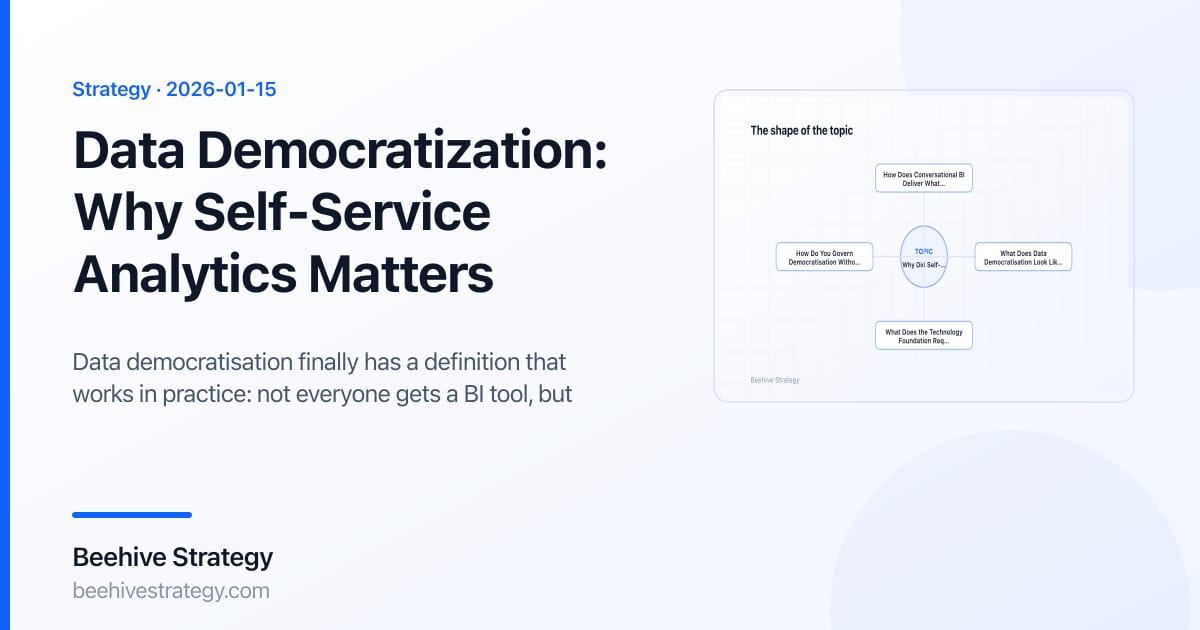 Strategy · 2026-01-15
Data Democratization:
Why Self-Service
Analytics Matters
Data democratisation finally has a definition that
works in practice: not everyone gets a BI tool, but
Beehive Strategy
beehivestrategy.com
The shape of the topic
How Does Conversational BI
Deliver What...
How Do You Govern
Democratisation Witho...
TOPIC
Why Did Self-...
What Does Data
Democratisation Look Lik...
What Does the Technology
Foundation Req...
Beehive Strategy